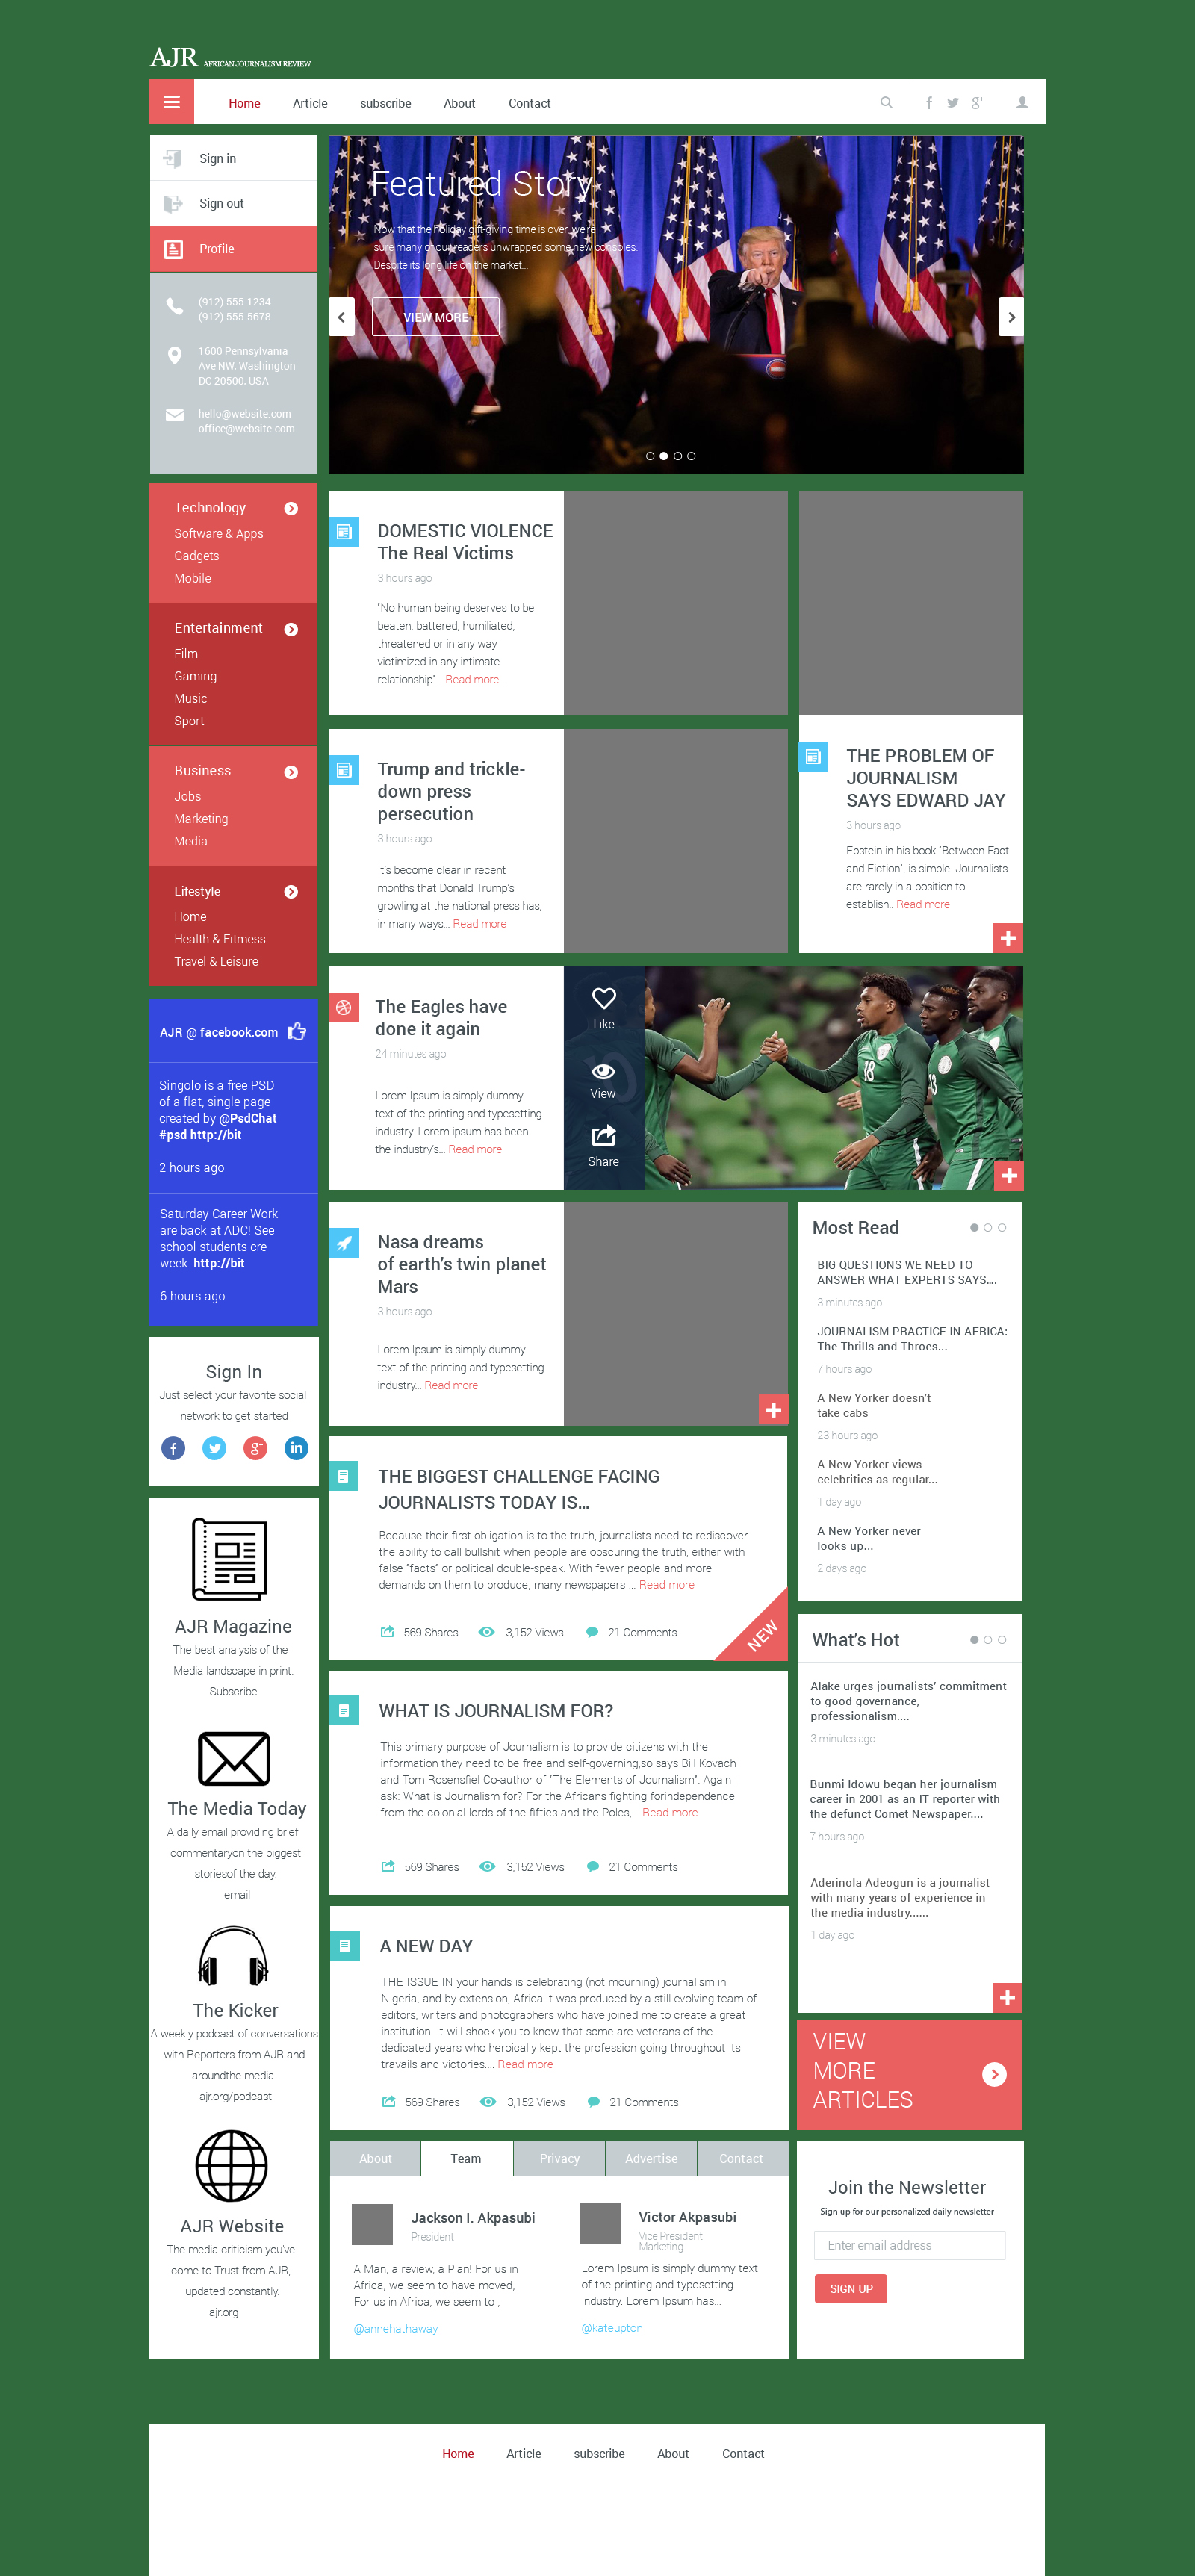 AJR AFRICAN JOURNALISM REVIEW
Home Article subscribe About Contact
Sign in
Sign out
Profile
(912) 555-1234
(912) 555-5678
1600 Pennsylvania
Ave NW, Washington
DC 20500, USA
hello@website.com
office@website.com
Featured Story
Now that the holiday gift-giving time is over, we're
sure many of our readers unwrapped some new consoles.
Despite its long life on the market...
VIEW MORE
Technology
Software & Apps
Gadgets
Mobile
Entertainment
Film
Gaming
Music
Sport
Business
Jobs
Marketing
Media
Lifestyle
Home
Health & Fitmess
Travel & Leisure
AJR @ facebook.com
Singolo is a free PSD
of a flat, single page
created by @PsdChat
#psd http://bit
2 hours ago
Saturday Career Work
are back at ADC! See
school students cre
week: http://bit
6 hours ago
Sign In
Just select your favorite social
network to get started
AJR Magazine
The best analysis of the
Media landscape in print.
Subscribe
The Media Today
A daily email providing brief
commentaryon the biggest
storiesof the day.
email
The Kicker
A weekly podcast of conversations
with Reporters from AJR and
aroundthe media.
ajr.org/podcast
AJR Website
The media criticism you've
come to Trust from AJR,
updated constantly.
ajr.org
DOMESTIC VIOLENCE
The Real Victims
3 hours ago
"No human being deserves to be
beaten, battered, humiliated,
threatened or in any way
victimized in any intimate
relationship"... Read more .
Trump and trickle-
down press
persecution
3 hours ago
It's become clear in recent
months that Donald Trump's
growling at the national press has,
in many ways... Read more
THE PROBLEM OF
JOURNALISM
SAYS EDWARD JAY
3 hours ago
Epstein in his book "Between Fact
and Fiction", is simple. Journalists
are rarely in a position to
establish.. Read more
The Eagles have
done it again
24 minutes ago
Lorem Ipsum is simply dummy
text of the printing and typesetting
industry. Lorem ipsum has been
the industry's... Read more
Like
View
Share
18
13
Nasa dreams
of earth's twin planet
Mars
3 hours ago
Lorem Ipsum is simply dummy
text of the printing and typesetting
industry... Read more
THE BIGGEST CHALLENGE FACING
JOURNALISTS TODAY IS...
Because their first obligation is to the truth, journalists need to rediscover
the ability to call bullshit when people are obscuring the truth, either with
false "facts" or political double-speak. With fewer people and more
demands on them to produce, many newspapers ... Read more
569 Shares 3,152 Views 21 Comments
NEW
WHAT IS JOURNALISM FOR?
This primary purpose of Journalism is to provide citizens with the
information they need to be free and self-governing,so says Bill Kovach
and Tom Rosensfiel Co-author of "The Elements of Journalism". Again I
ask: What is Journalism for? For the Africans fighting forindependence
from the colonial lords of the fifties and the Poles,... Read more
569 Shares 3,152 Views 21 Comments
A NEW DAY
THE ISSUE IN your hands is celebrating (not mourning) journalism in
Nigeria, and by extension, Africa.It was produced by a still-evolving team of
editors, writers and photographers who have joined me to create a great
institution. It will shock you to know that some are veterans of the
dedicated years who heroically kept the profession going throughout its
travails and victories.... Read more
569 Shares 3,152 Views 21 Comments
Most Read
BIG QUESTIONS WE NEED TO
ANSWER WHAT EXPERTS SAYS....
3 minutes ago
JOURNALISM PRACTICE IN AFRICA:
The Thrills and Throes...
7 hours ago
A New Yorker doesn't
take cabs
23 hours ago
A New Yorker views
celebrities as regular...
1 day ago
A New Yorker never
looks up...
2 days ago
What's Hot
Alake urges journalists' commitment
to good governance,
professionalism....
3 minutes ago
Bunmi Idowu began her journalism
career in 2001 as an IT reporter with
the defunct Comet Newspaper....
7 hours ago
Aderinola Adeogun is a journalist
with many years of experience in
the media industry......
1 day ago
VIEW
MORE
ARTICLES
About Team Privacy Advertise Contact
Jackson I. Akpasubi
President
A Man, a review, a Plan! For us in
Africa, we seem to have moved,
For us in Africa, we seem to ,
@annehathaway
Victor Akpasubi
Vice President
Marketing
Lorem Ipsum is simply dummy text
of the printing and typesetting
industry. Lorem Ipsum has...
@kateupton
Join the Newsletter
Sign up for our personalized daily newsletter
Enter email address
SIGN UP
Home Article subscribe About Contact